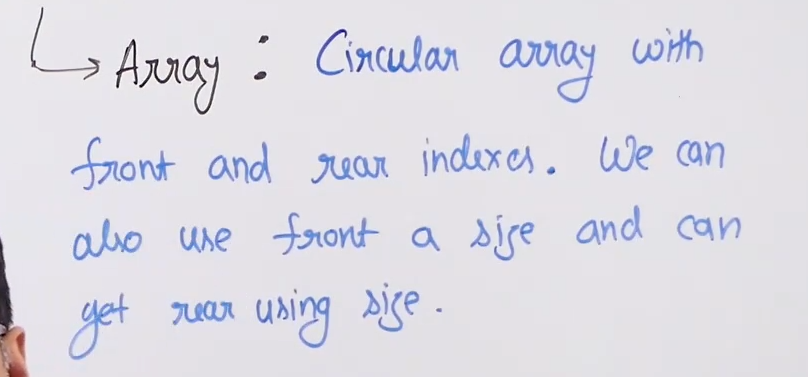 Array : Circular array with
front and rear indexes. We can
also use front a size and can
get rear using size.